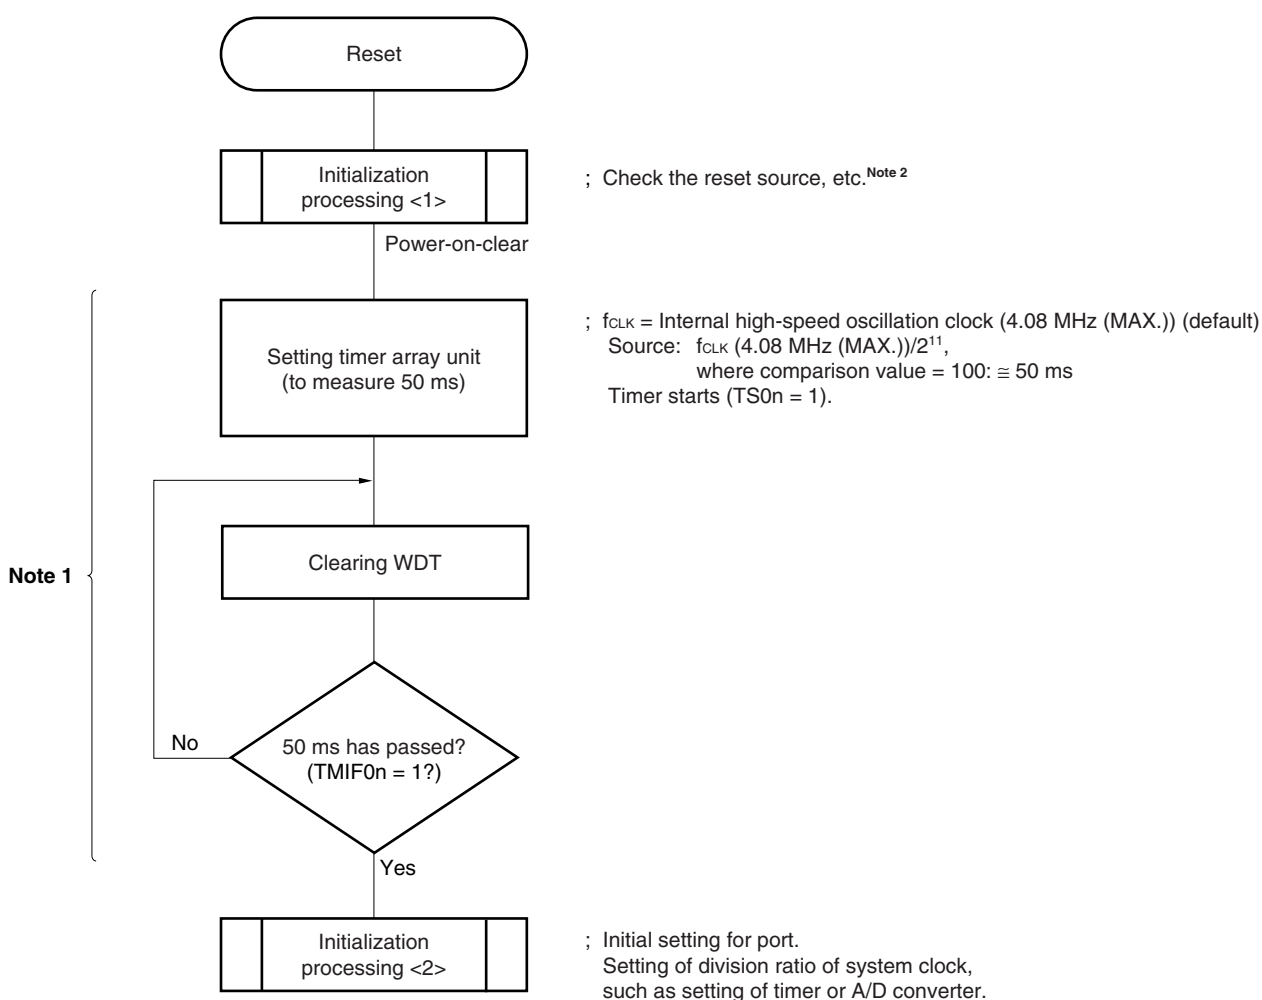 Reset
Initialization
processing <1>
; Check the reset source, etc.Note 2
Power-on-clear
Setting timer array unit
(to measure 50 ms)
; fCLK = Internal high-speed oscillation clock (4.08 MHz (MAX.)) (default)
Source: fCLK (4.08 MHz (MAX.))/2¹¹,
where comparison value = 100: ≅ 50 ms
Timer starts (TS0n = 1).
Note 1
Clearing WDT
No
50 ms has passed?
(TMIF0n = 1?)
Yes
Initialization
processing <2>
; Initial setting for port.
Setting of division ratio of system clock,
such as setting of timer or A/D converter.